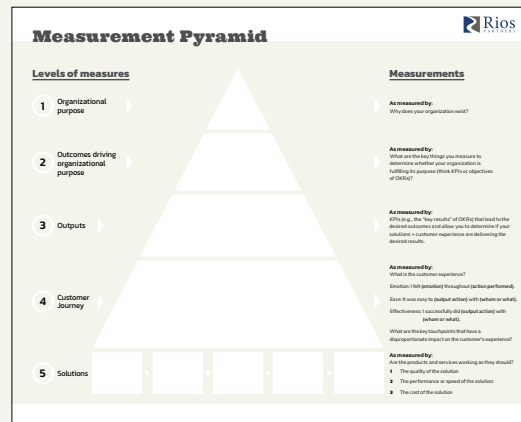 Measurement Pyramid
Rios
PARTNERS
Levels of measures
Measurements
1 Organizational
purpose
As measured by:
Why does your organization exist?
2 Outcomes driving
organizational
purpose
As measured by:
What are the key things you measure to
determine whether your organization is
fulfilling its purpose (think KPIs or objectives
of OKRs)?
3 Outputs
As measured by:
KPIs (e.g., the "key results" of OKRs) that lead to the
desired outcomes and allow you to determine if your
solutions + customer experience are delivering the
desired results.
4 Customer
Journey
As measured by:
What is the customer experience?
Emotion: I felt (emotion) throughout (action performed).
Ease: It was easy to (output action) with (whom or what).
Effectiveness: I successfully did (output action) with
(whom or what).
What are the key touchpoints that have a
disproportionate impact on the customer's experience?
5 Solutions
As measured by:
Are the products and services working as they should?
1 The quality of the solution
2 The performance or speed of the solution
3 The cost of the solution